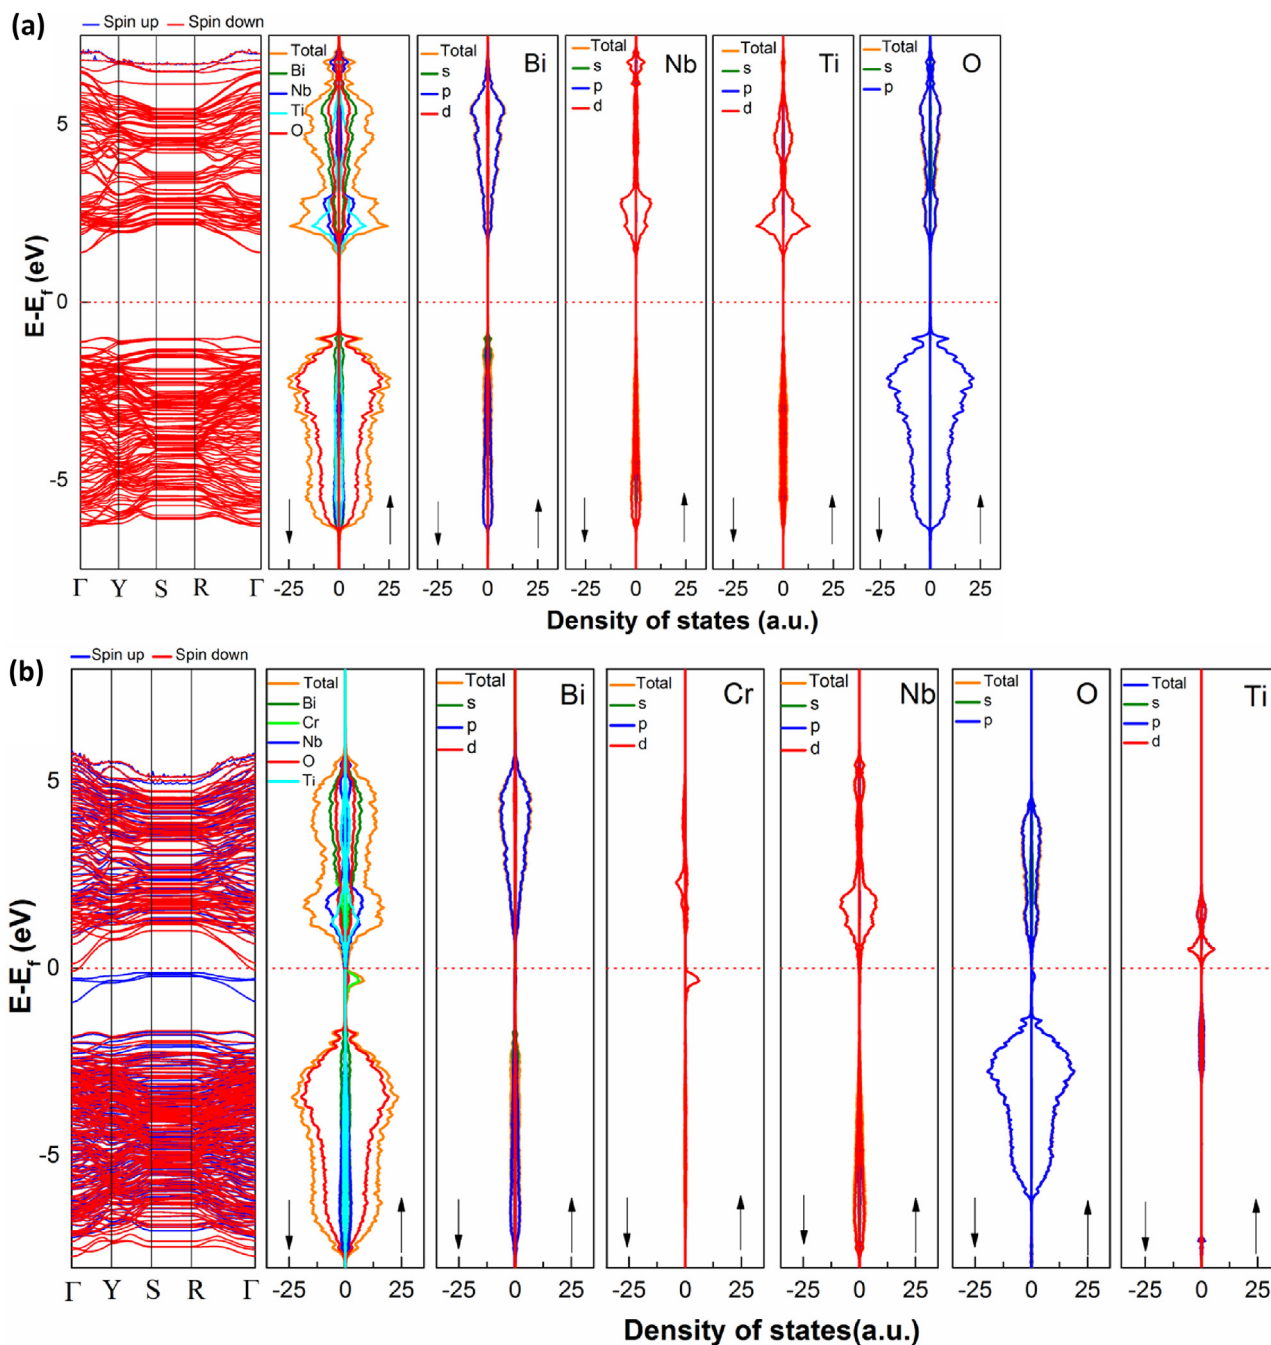 (a)
Spin up Spin down
E-E_f (eV)
5
0
-5
Γ Y S R Γ
Total
Bi
Nb
Ti
O
-25 0 25
Bi
Total
s
p
d
-25 0 25
Nb
Total
s
p
d
-25 0 25
Ti
Total
s
p
d
-25 0 25
O
Total
s
p
-25 0 25
Density of states (a.u.)
(b)
Spin up Spin down
E-E_f (eV)
5
0
-5
Γ Y S R Γ
Total
Bi
Cr
Nb
O
Ti
-25 0 25
Bi
Total
s
p
d
-25 0 25
Cr
Total
s
p
d
-25 0 25
Nb
Total
s
p
d
-25 0 25
O
Total
s
p
-25 0 25
Ti
Total
s
p
d
-25 0 25
Density of states(a.u.)